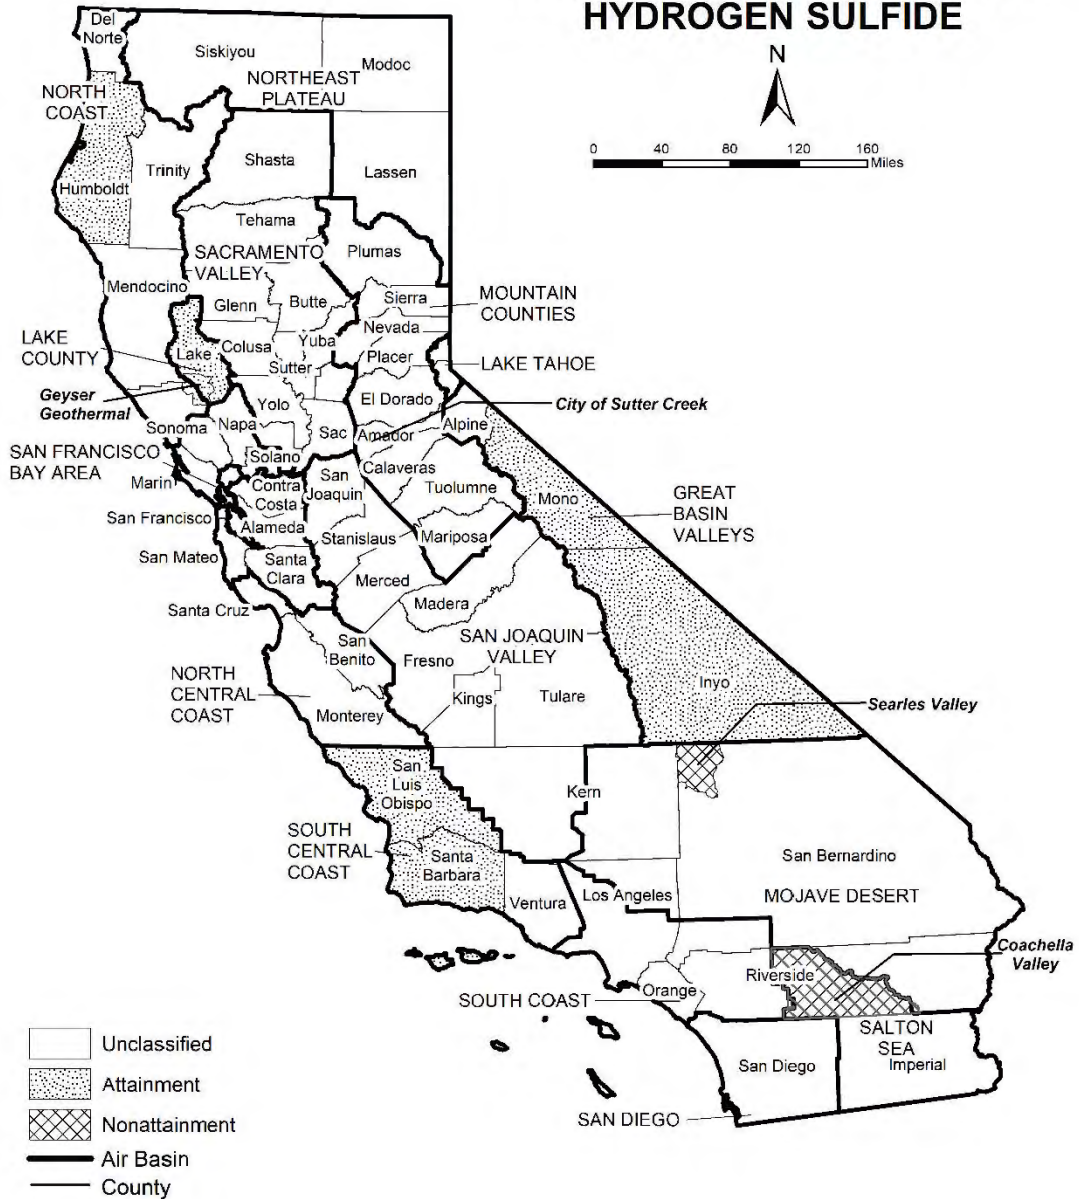 HYDROGEN SULFIDE
N
0 40 80 120 160
Miles
Del
Norte
Siskiyou
Modoc
NORTHEAST
PLATEAU
NORTH
COAST
Trinity
Shasta
Lassen
Humboldt
Tehama
SACRAMENTO
VALLEY
Plumas
Mendocino
Glenn
Butte
Sierra
MOUNTAIN
COUNTIES
Nevada
LAKE
COUNTY
Lake
Colusa
Yuba
Sutter
Placer
LAKE TAHOE
Geyser
Geothermal
Yolo
El Dorado
City of Sutter Creek
Sonoma
Napa
Sac
Amador
Alpine
SAN FRANCISCO
BAY AREA
Solano
Calaveras
Marin
Contra
Costa
San
Joaquin
Tuolumne
Mono
GREAT
BASIN
VALLEYS
San Francisco
Alameda
Stanislaus
Mariposa
San Mateo
Santa
Clara
Merced
Santa Cruz
Madera
San
Benito
Fresno
SAN JOAQUIN
VALLEY
NORTH
CENTRAL
COAST
Monterey
Kings
Tulare
Inyo
Searles Valley
San
Luis
Obispo
Kern
SOUTH
CENTRAL
COAST
Santa
Barbara
San Bernardino
Ventura
Los Angeles
MOJAVE DESERT
Coachella
Valley
Riverside
Orange
SOUTH COAST
SALTON
SEA
San Diego
Imperial
SAN DIEGO
Unclassified
Attainment
Nonattainment
Air Basin
County